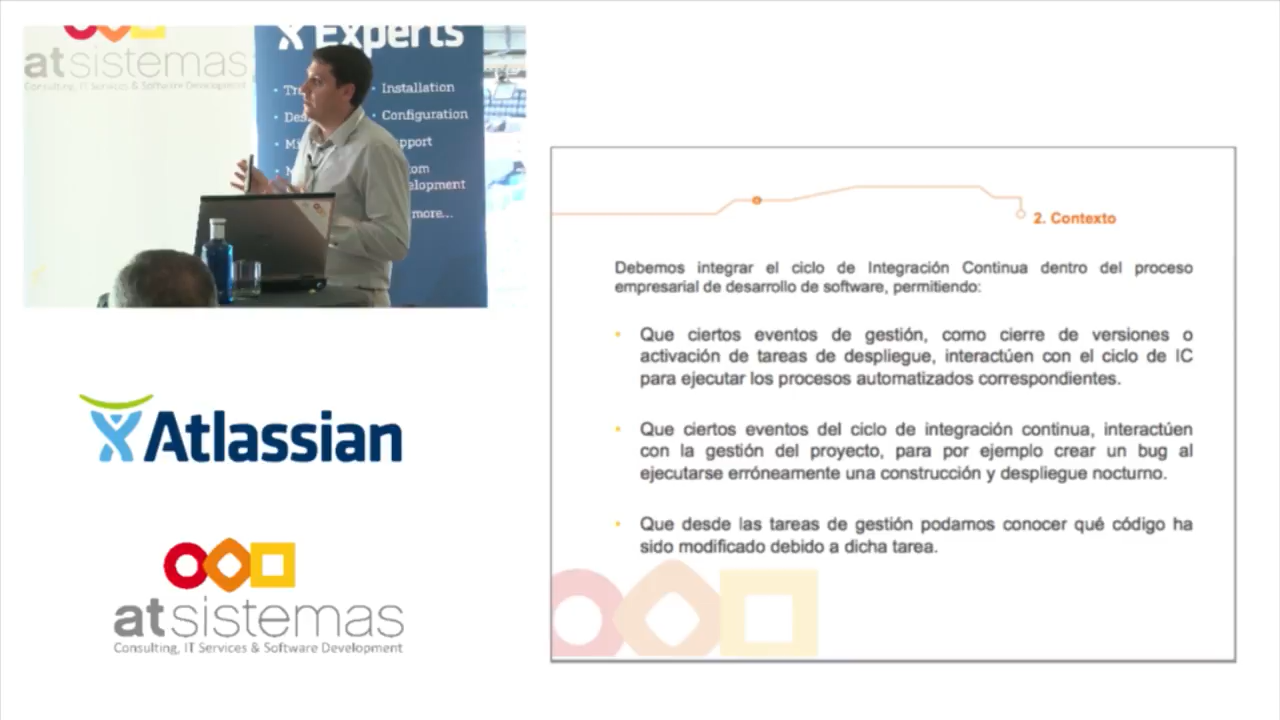 atsistemas
Consulting, IT Services & Software Development
Experts
• Installation
• Configuration
more...
Atlassian
atsistemas
Consulting, IT Services & Software Development
2. Contexto
Debemos integrar el ciclo de Integración Continua dentro del proceso
empresarial de desarrollo de software, permitiendo:
• Que ciertos eventos de gestión, como cierre de versiones o
activación de tareas de despliegue, interactúen con el ciclo de IC
para ejecutar los procesos automatizados correspondientes.
• Que ciertos eventos del ciclo de integración continua, interactúen
con la gestión del proyecto, para por ejemplo crear un bug al
ejecutarse erróneamente una construcción y despliegue nocturno.
• Que desde las tareas de gestión podamos conocer qué código ha
sido modificado debido a dicha tarea.